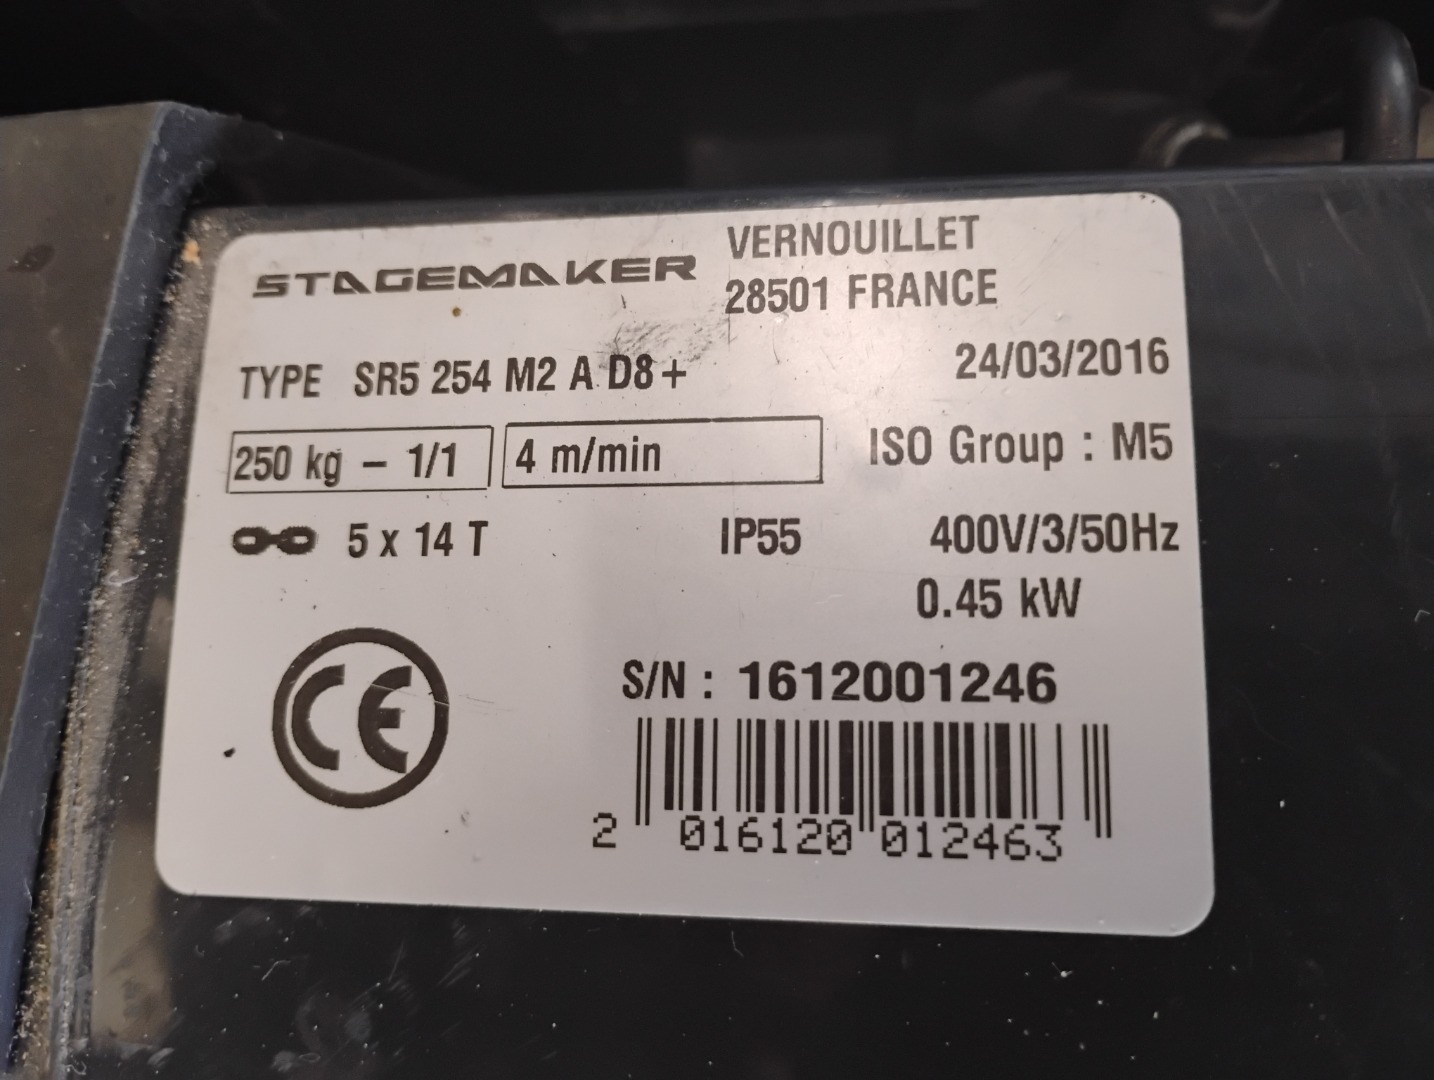 STAGEMAKER
VERNOUILLET
28501 FRANCE
TYPE SR5 254 M2 A D8+
24/03/2016
250 kg – 1/1
4 m/min
ISO Group : M5
5 x 14 T
IP55
400V/3/50Hz
0.45 kW
CE
S/N : 1612001246
2 016120 012463